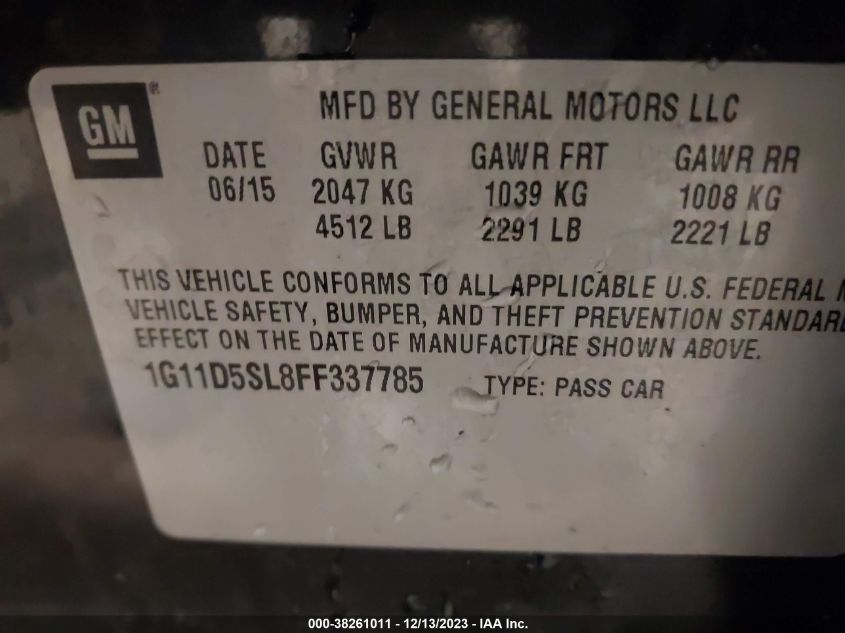 GM®
MFD BY GENERAL MOTORS LLC
DATE GVWR GAWR FRT GAWR RR
06/15 2047 KG 1039 KG 1008 KG
4512 LB 2291 LB 2221 LB
THIS VEHICLE CONFORMS TO ALL APPLICABLE U.S. FEDERAL
VEHICLE SAFETY, BUMPER, AND THEFT PREVENTION STANDAR
EFFECT ON THE DATE OF MANUFACTURE SHOWN ABOVE.
1G11D5SL8FF337785 TYPE: PASS CAR
000-38261011 - 12/13/2023 - IAA Inc.